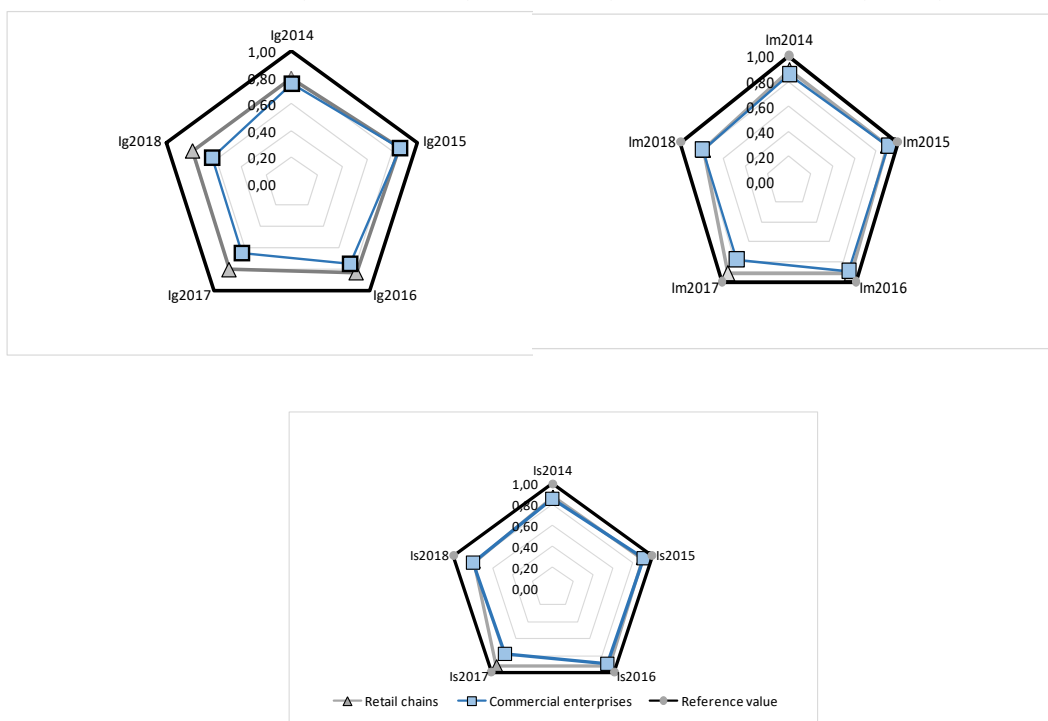 Ig2014
1,00
0,80
0,60
0,40
0,20
0,00
Ig2018
Ig2015
Ig2017
Ig2016
Im2014
1,00
0,80
0,60
0,40
0,20
0,00
Im2018
Im2015
Im2017
Im2016
Is2014
1,00
0,80
0,60
0,40
0,20
0,00
Is2018
Is2015
Is2017
Is2016
Retail chains Commercial enterprises Reference value